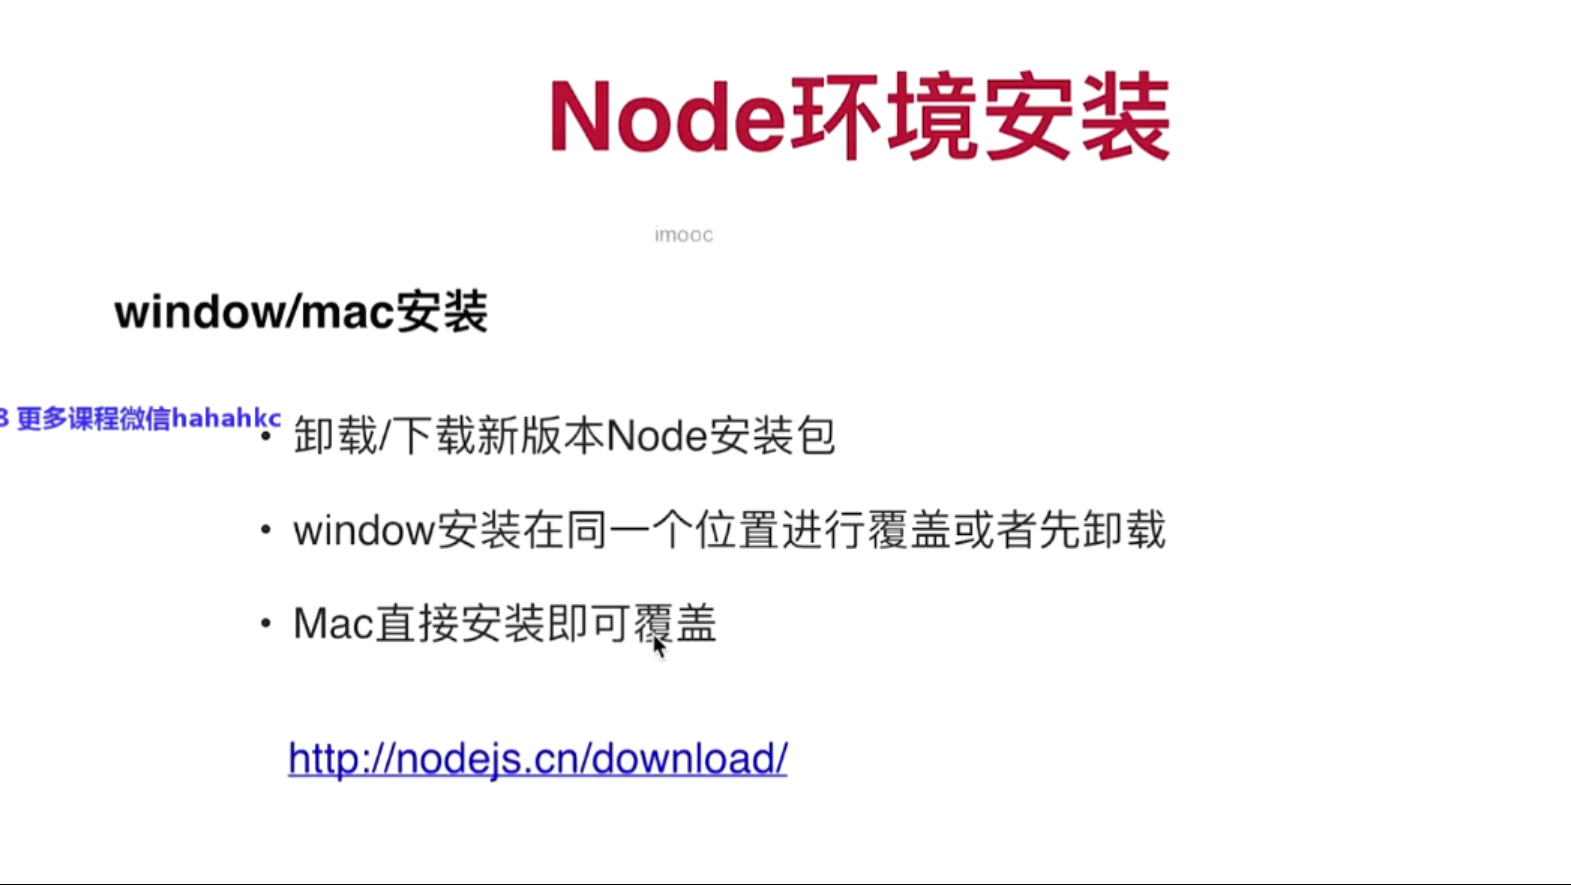 Node环境安装
imooc
window/mac安装
8 更多课程微信hahahkc
• 卸载/下载新版本Node安装包
• window安装在同一个位置进行覆盖或者先卸载
• Mac直接安装即可覆盖
http://nodejs.cn/download/